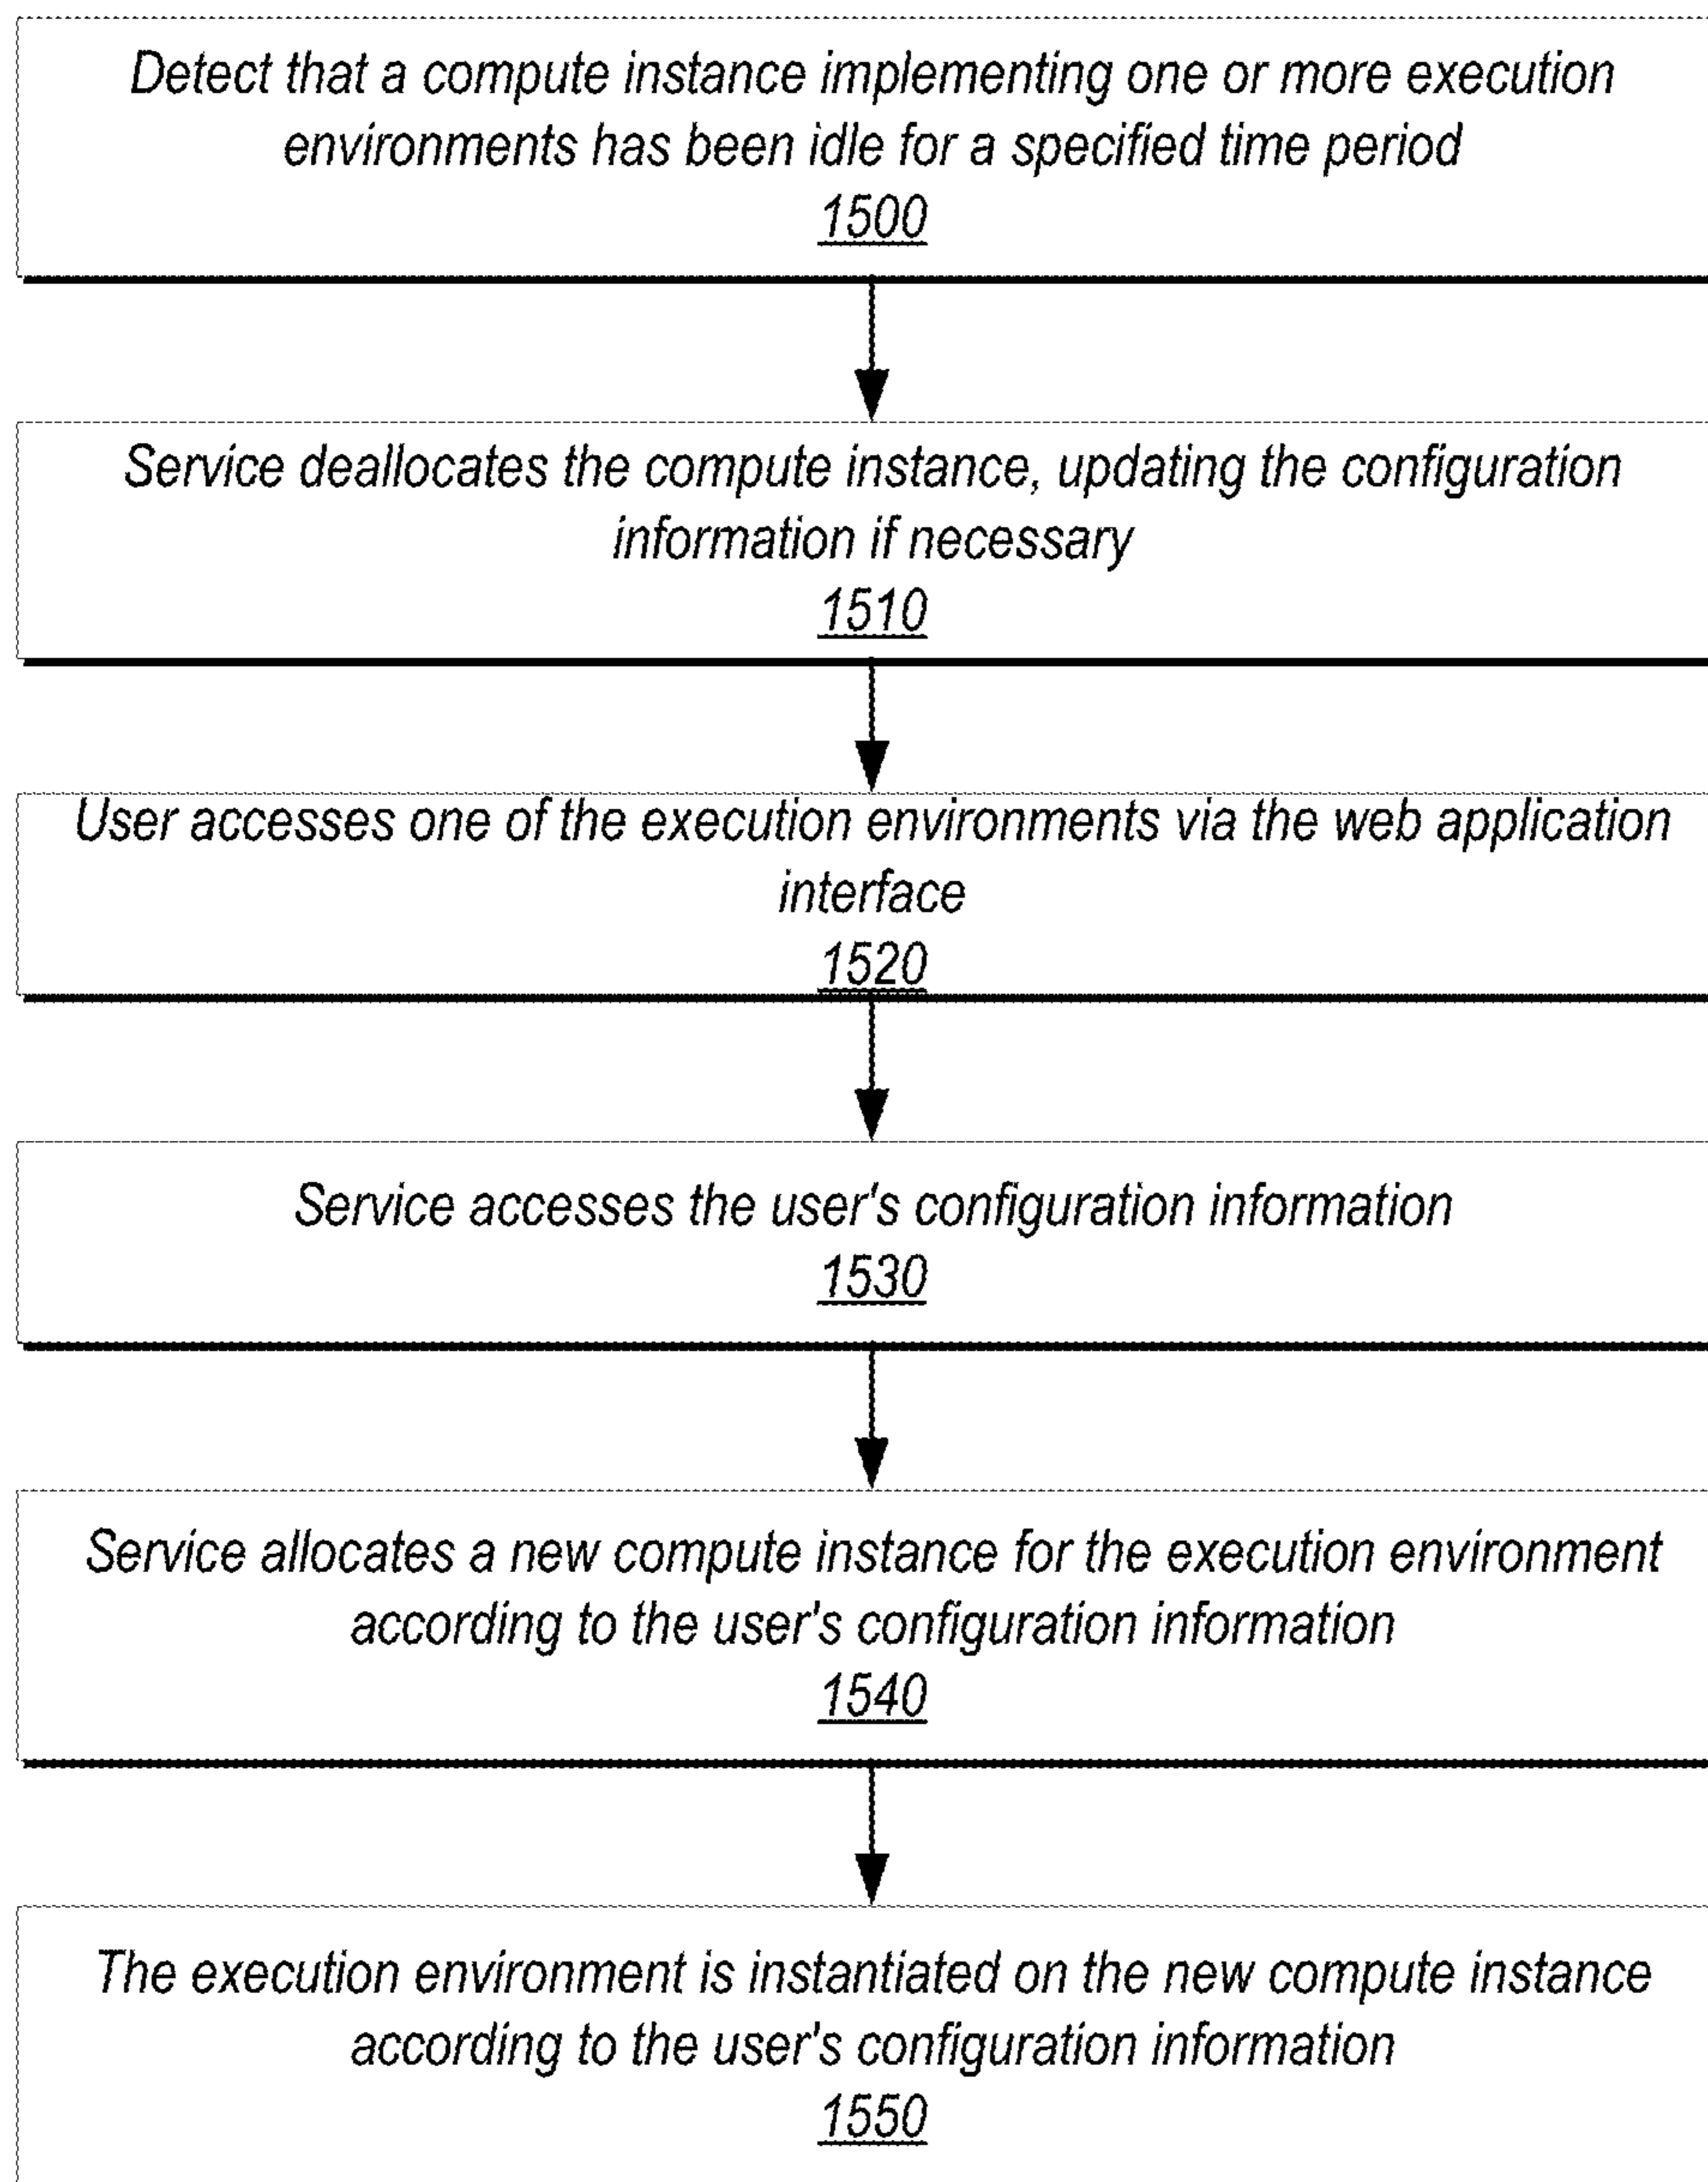 Detect that a compute instance implementing one or more execution
environments has been idle for a specified time period
1500
Service deallocates the compute instance, updating the configuration
information if necessary
1510
User accesses one of the execution environments via the web application
interface
1520
Service accesses the user's configuration information
1530
Service allocates a new compute instance for the execution environment
according to the user's configuration information
1540
The execution environment is instantiated on the new compute instance
according to the user's configuration information
1550